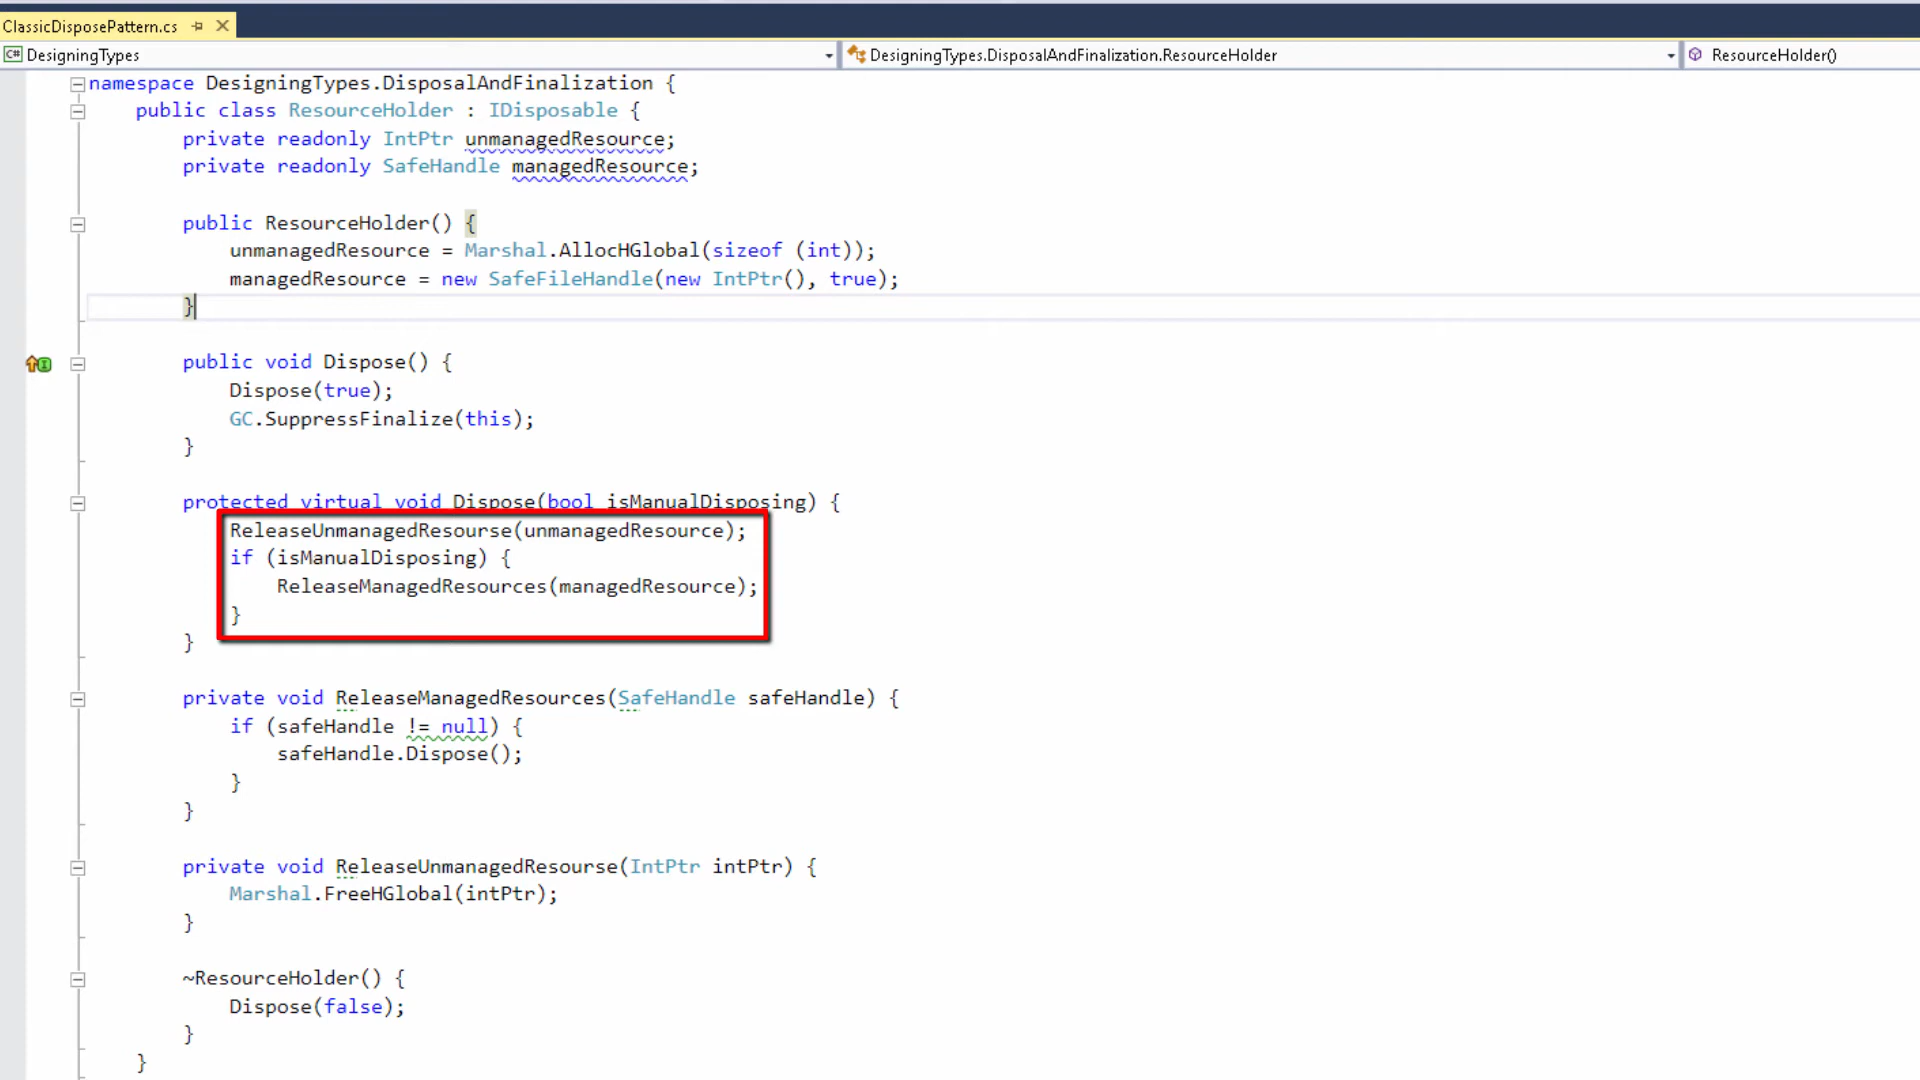 ClassicDisposePattern.cs
C# DesigningTypes DesigningTypes.DisposalAndFinalization.ResourceHolder ResourceHolder()
namespace DesigningTypes.DisposalAndFinalization {
public class ResourceHolder : IDisposable {
private readonly IntPtr unmanagedResource;
private readonly SafeHandle managedResource;
public ResourceHolder() {
unmanagedResource = Marshal.AllocHGlobal(sizeof (int));
managedResource = new SafeFileHandle(new IntPtr(), true);
}
public void Dispose() {
Dispose(true);
GC.SuppressFinalize(this);
}
protected virtual void Dispose(bool isManualDisposing) {
ReleaseUnmanagedResourse(unmanagedResource);
if (isManualDisposing) {
ReleaseManagedResources(managedResource);
}
}
private void ReleaseManagedResources(SafeHandle safeHandle) {
if (safeHandle != null) {
safeHandle.Dispose();
}
}
private void ReleaseUnmanagedResourse(IntPtr intPtr) {
Marshal.FreeHGlobal(intPtr);
}
~ResourceHolder() {
Dispose(false);
}
}